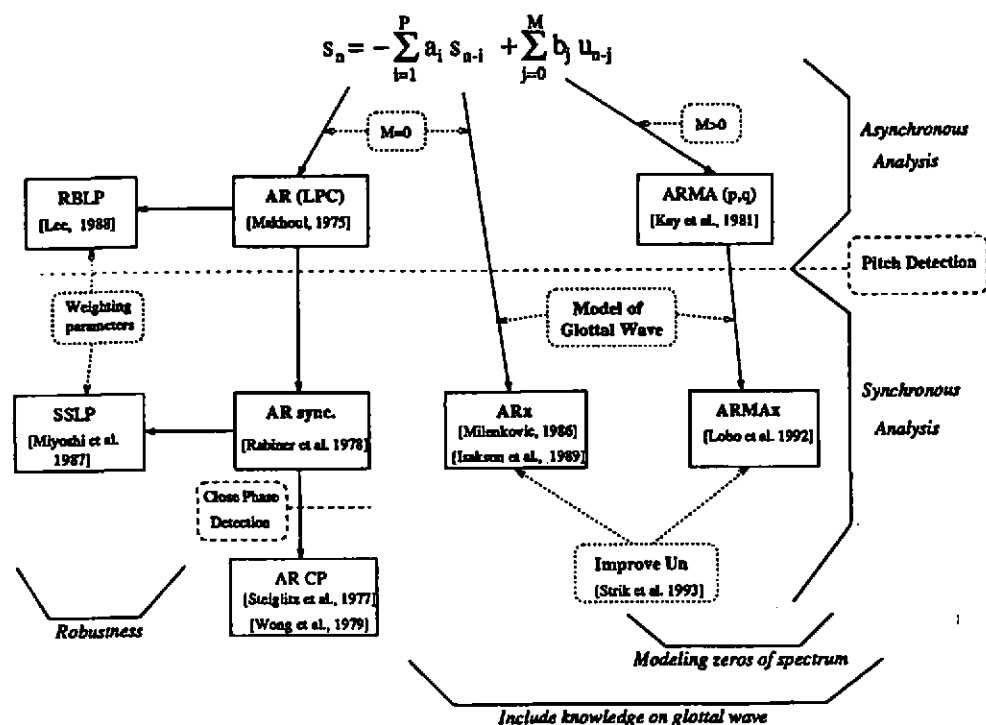 s_n = - \sum_{i=1}^{P} a_i s_{n-i} + \sum_{j=0}^{M} b_j u_{n-j}
M=0
M>0
Asynchronous
Analysis
RBLP
[Lee, 1988]
AR (LPC)
[Makhoul, 1975]
ARMA (p,q)
[Kay et al., 1981]
Pitch Detection
Weighting
parameters
Model of
Glottal Wave
Synchronous
Analysis
SSLP
[Miyoshi et al.
1987]
AR sync.
[Rabiner et al. 1978]
ARx
[Milenkovic, 1986]
[Isakson et al., 1989]
ARMAx
[Lobo et al. 1992]
Close Phase
Detection
AR CP
[Steiglitz et al., 1977]
[Wong et al., 1979]
Improve Un
[Strik et al. 1993]
Robustness
Modeling zeros of spectrum
Include knowledge on glottal wave